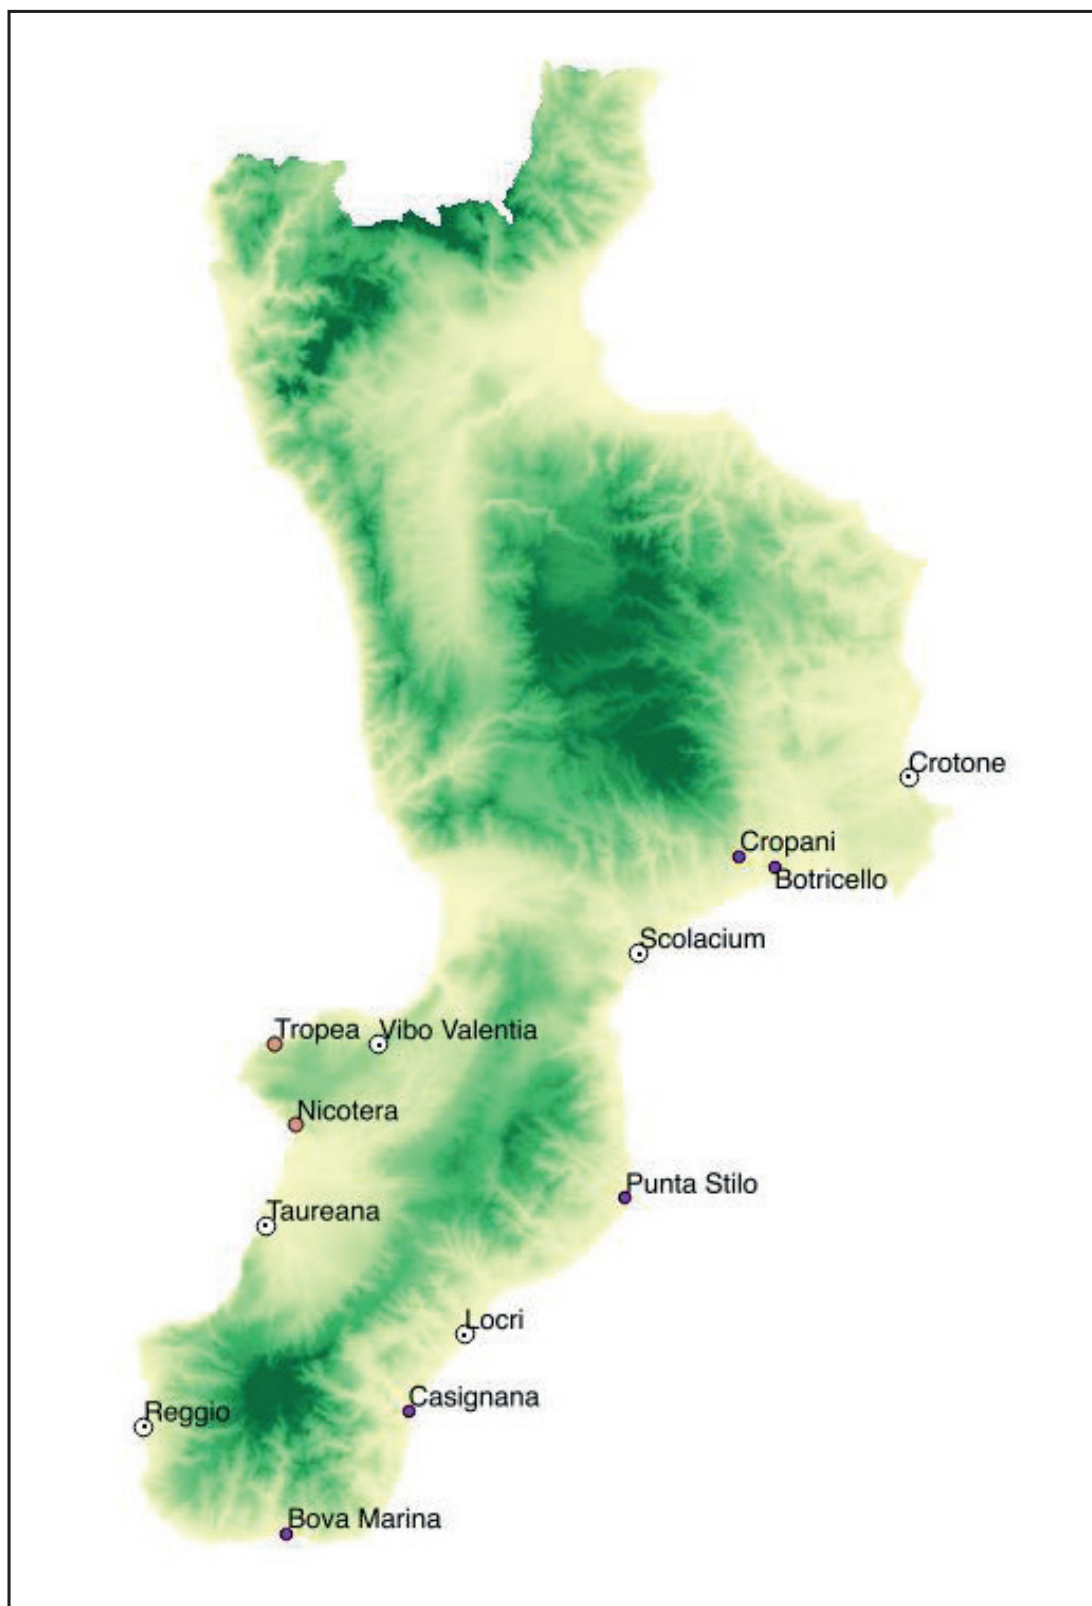 Crotone
Cropani
Botricello
Scolacium
Tropea
Vibo Valentia
Nicotera
Punta Stilo
Taureana
Locri
Casignana
Reggio
Bova Marina